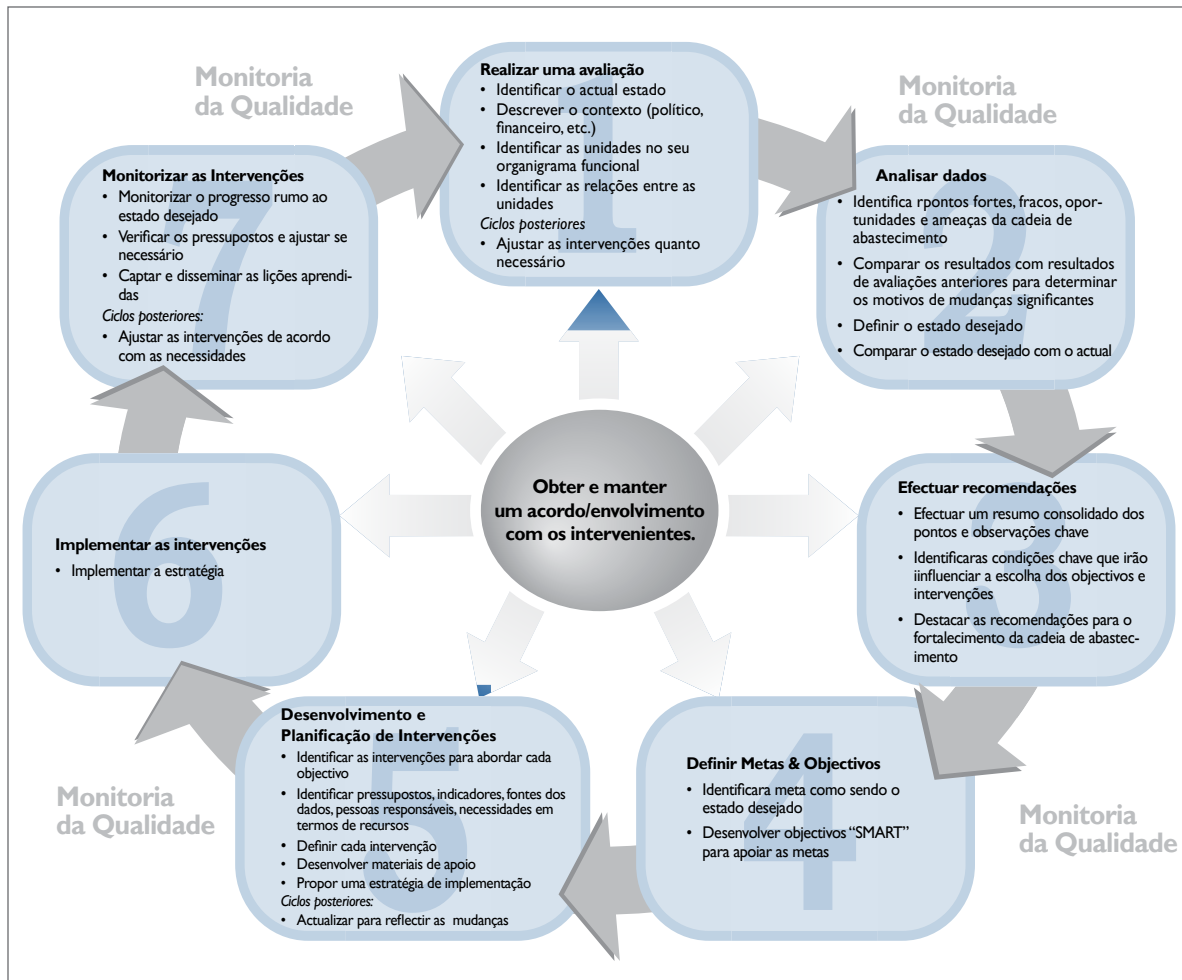 Monitoria
da Qualidade
1
Realizar uma avaliação
• Identificar o actual estado
• Descrever o contexto (político,
financeiro, etc.)
• Identificar as unidades no seu
organigrama funcional
• Identificar as relações entre as
unidades
Ciclos posteriores
• Ajustar as intervenções quanto
necessário
Monitoria
da Qualidade
2
Analisar dados
• Identifica rpontos fortes, fracos, opor-
tunidades e ameaças da cadeia de
abastecimento
• Comparar os resultados com resultados
de avaliações anteriores para determinar
os motivos de mudanças significantes
• Definir o estado desejado
• Comparar o estado desejado com o actual
3
Efectuar recomendações
• Efectuar um resumo consolidado dos
pontos e observações chave
• Identificaras condições chave que irão
iinfluenciar a escolha dos objectivos e
intervenções
• Destacar as recomendações para o
fortalecimento da cadeia de abastec-
imento
Monitoria
da Qualidade
4
Definir Metas & Objectivos
• Identificara meta como sendo o
estado desejado
• Desenvolver objectivos “SMART”
para apoiar as metas
5
Desenvolvimento e
Planificação de Intervenções
• Identificar as intervenções para abordar cada
objectivo
• Identificar pressupostos, indicadores, fontes dos
dados, pessoas responsáveis, necessidades em
termos de recursos
• Definir cada intervenção
• Desenvolver materiais de apoio
• Propor uma estratégia de implementação
Ciclos posteriores:
• Actualizar para reflectir as mudanças
Monitoria
da Qualidade
6
Implementar as intervenções
• Implementar a estratégia
7
Monitorizar as Intervenções
• Monitorizar o progresso rumo ao
estado desejado
• Verificar os pressupostos e ajustar se
necessário
• Captar e disseminar as lições aprendi-
das
Ciclos posteriores:
• Ajustar as intervenções de acordo
com as necessidades
Obter e manter
um acordo/envolvimento
com os intervenientes.